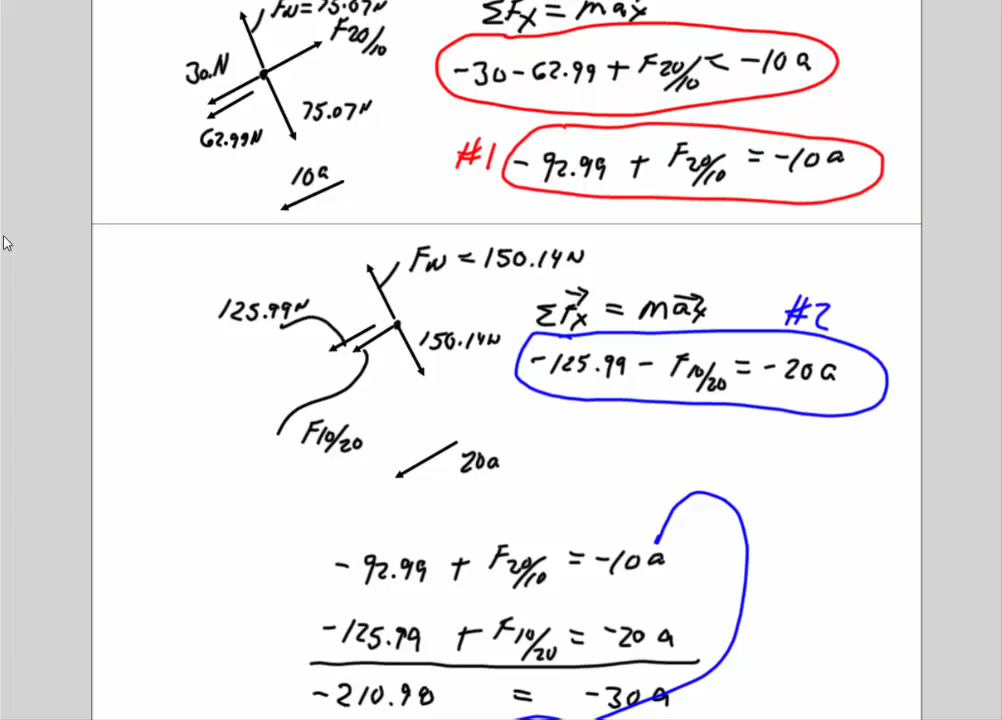 FN = 75.07N
ΣFx = max
F20/10
30.N
-30-62.99 + F20/10 = -10a
75.07N
62.99N
#1 -92.99 + F20/10 = -10a
10a
FN = 150.14N
125.99N
ΣFx = max #2
150.14N
-125.99 - F10/20 = -20a
F10/20
20a
-92.99 + F20/10 = -10a
-125.99 + F10/20 = -20a
-210.98 = -30a